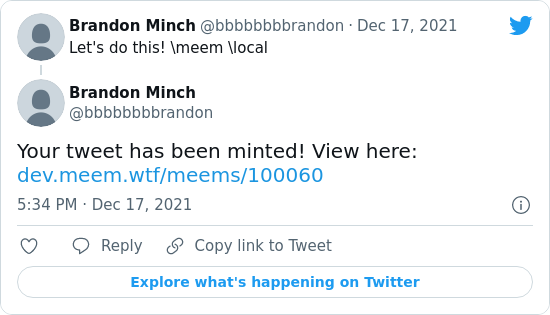 Brandon Minch @bbbbbbbbrandon · Dec 17, 2021
Let's do this! \meem \local
Brandon Minch
@bbbbbbbbrandon
Your tweet has been minted! View here:
dev.meem.wtf/meems/100060
5:34 PM · Dec 17, 2021
Reply Copy link to Tweet
Explore what's happening on Twitter